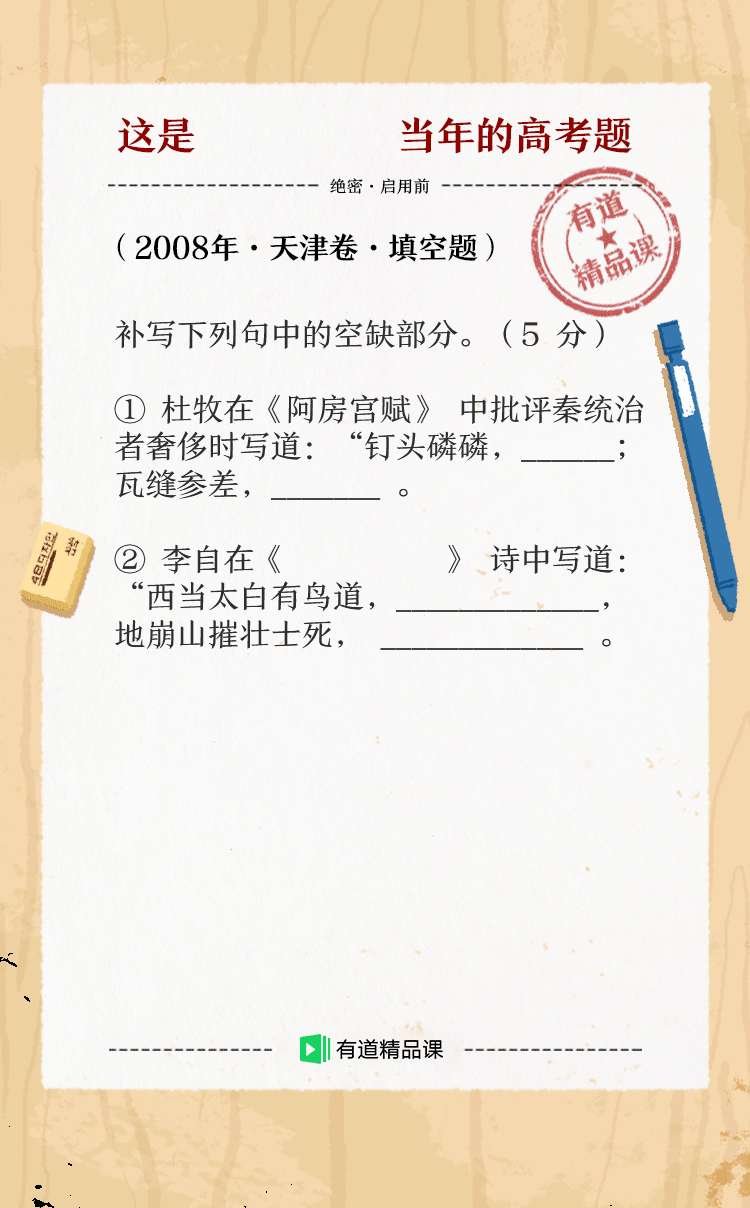 这是 当年的高考题
绝密·启用前
有道
精品课
（2008年·天津卷·填空题）
补写下列句中的空缺部分。（5 分）
① 杜牧在《阿房宫赋》 中批评秦统治
者奢侈时写道：“钉头磷磷，______；
瓦缝参差，_______ 。
② 李自在《 》 诗中写道：
“西当太白有鸟道，_____________，
地崩山摧壮士死， _____________ 。
有道精品课